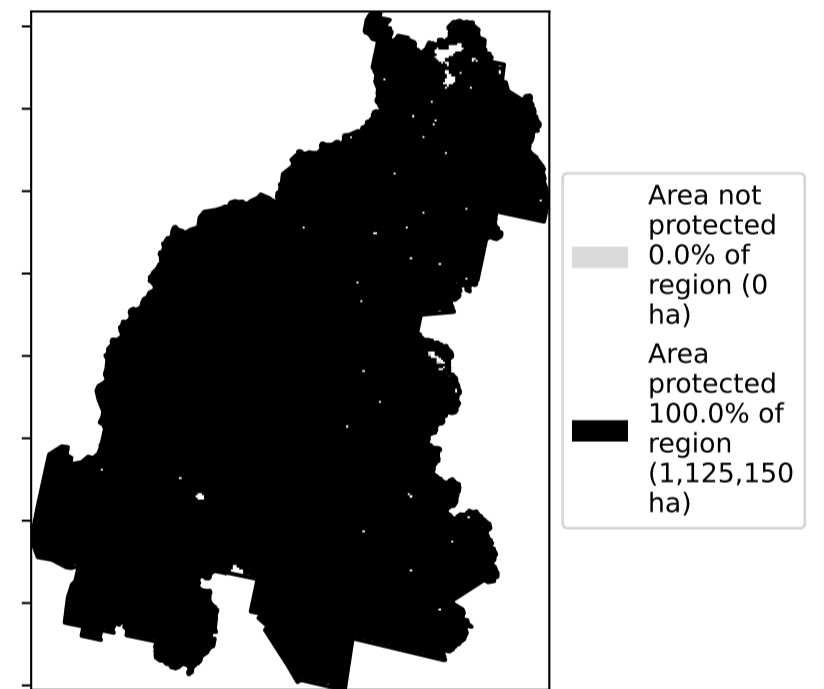 Area not
protected
0.0% of
region (0
ha)
Area
protected
100.0% of
region
(1,125,150
ha)